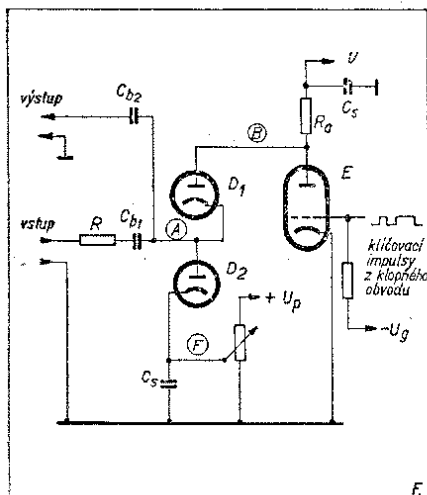 U
C_b2
výstup
C_s
R_a
B
E
D_1
vstup
R
C_b1
A
klíčovací
impulsy
z klopného
obvodu
D_2
+ U_p
-U_g
F
C_s
F.